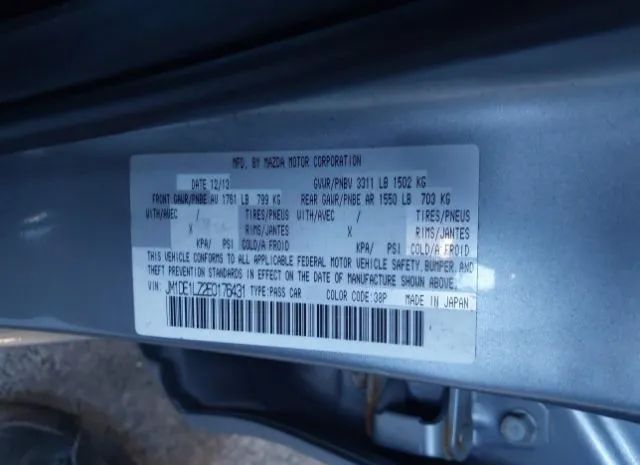 MFD. BY MAZDA MOTOR CORPORATION
DATE 12/13 GVWR/PNBV 3311 LB 1502 KG
FRONT GAWR/PNBE AV 1761 LB 799 KG REAR GAWR/PNBE AR 1550 LB 703 KG
WITH/AVEC / TIRES/PNEUS WITH/AVEC / TIRES/PNEUS
X RIMS/JANTES X RIMS/JANTES
KPA/ PSI COLD/A FROID KPA/ PSI COLD/A FROID
THIS VEHICLE CONFORMS TO ALL APPLICABLE FEDERAL MOTOR VEHICLE SAFETY, BUMPER, AND
THEFT PREVENTION STANDARDS IN EFFECT ON THE DATE OF MANUFACTURE SHOWN ABOVE.
VIN: JM1DE1LZ2E0176431 TYPE:PASS CAR COLOR CODE:38P MADE IN JAPAN